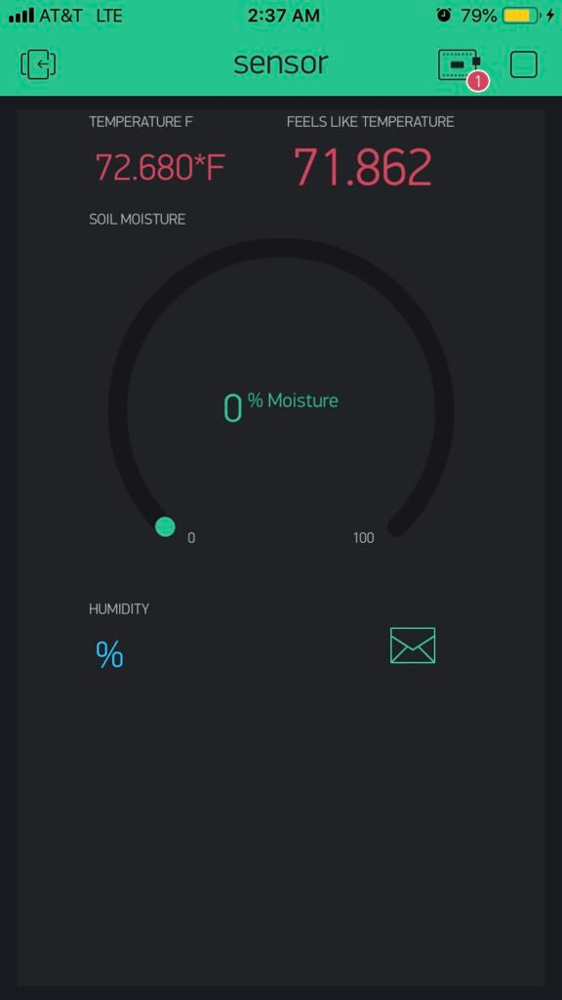 AT&T LTE 2:37 AM 79%
sensor
1
TEMPERATURE F FEELS LIKE TEMPERATURE
72.680*F 71.862
SOIL MOISTURE
0 % Moisture
0 100
HUMIDITY
%